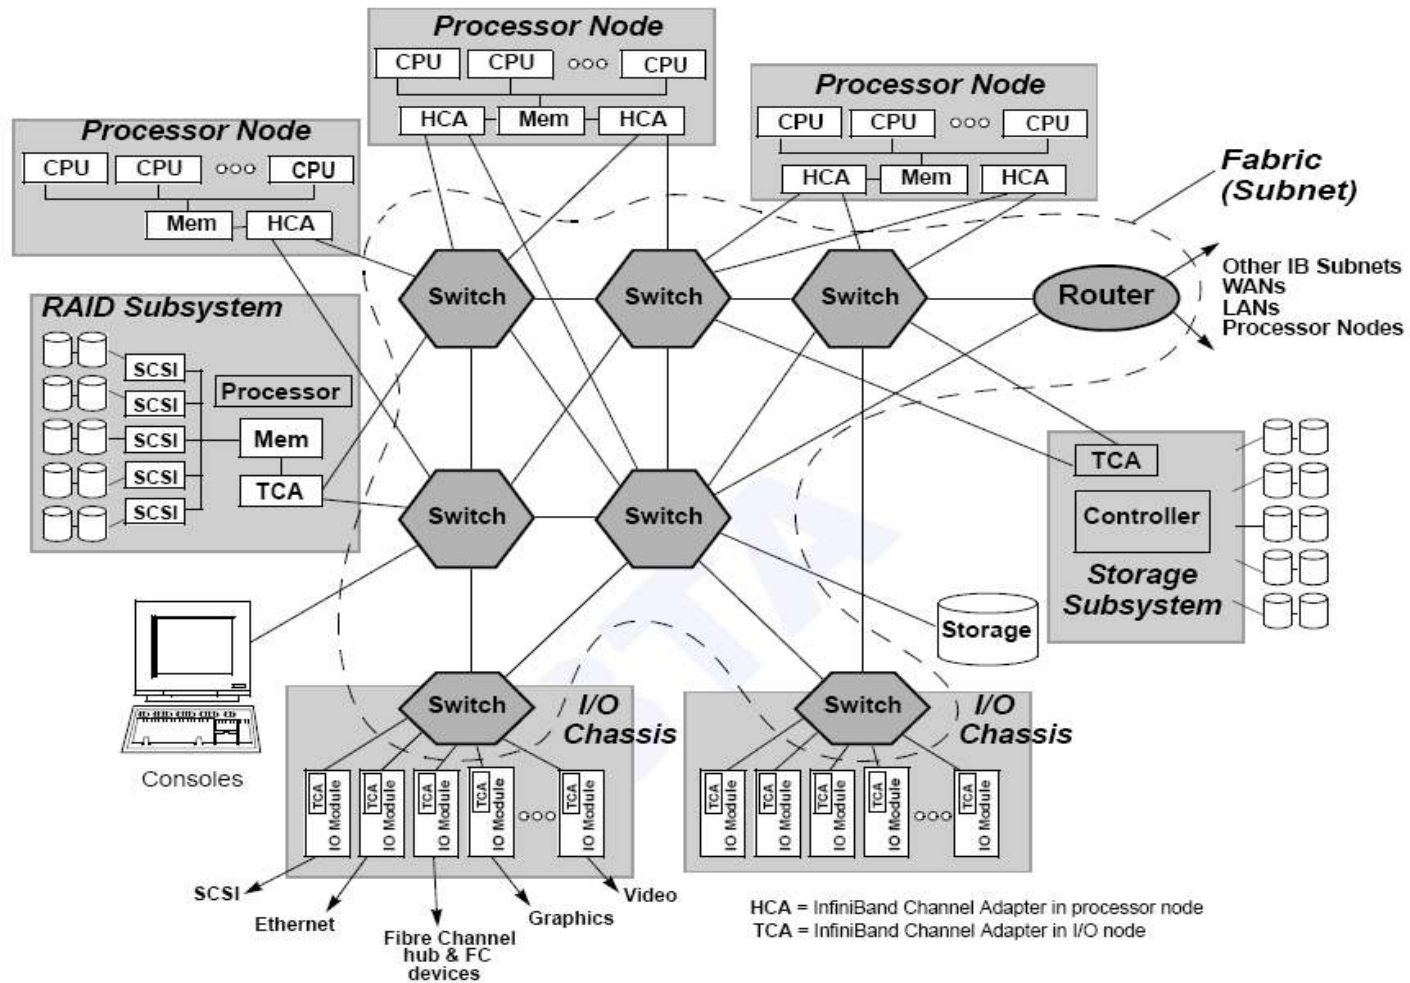 Processor Node
CPU CPU CPU
HCA Mem HCA
Processor Node
CPU CPU CPU
HCA Mem HCA
Processor Node
CPU CPU CPU
Mem HCA
Fabric
(Subnet)
Switch Switch Switch Router
Other IB Subnets
WANs
LANs
Processor Nodes
RAID Subsystem
SCSI
SCSI
SCSI
SCSI
SCSI
Processor
Mem
TCA
Switch Switch
TCA
Controller
Storage
Subsystem
Storage
Consoles
Switch
I/O
Chassis
TCA IO Module
TCA IO Module
TCA IO Module
TCA IO Module
TCA IO Module
Switch
I/O
Chassis
TCA IO Module
TCA IO Module
TCA IO Module
TCA IO Module
TCA IO Module
SCSI
Ethernet
Fibre Channel
hub & FC
devices
Graphics
Video
HCA = InfiniBand Channel Adapter in processor node
TCA = InfiniBand Channel Adapter in I/O node